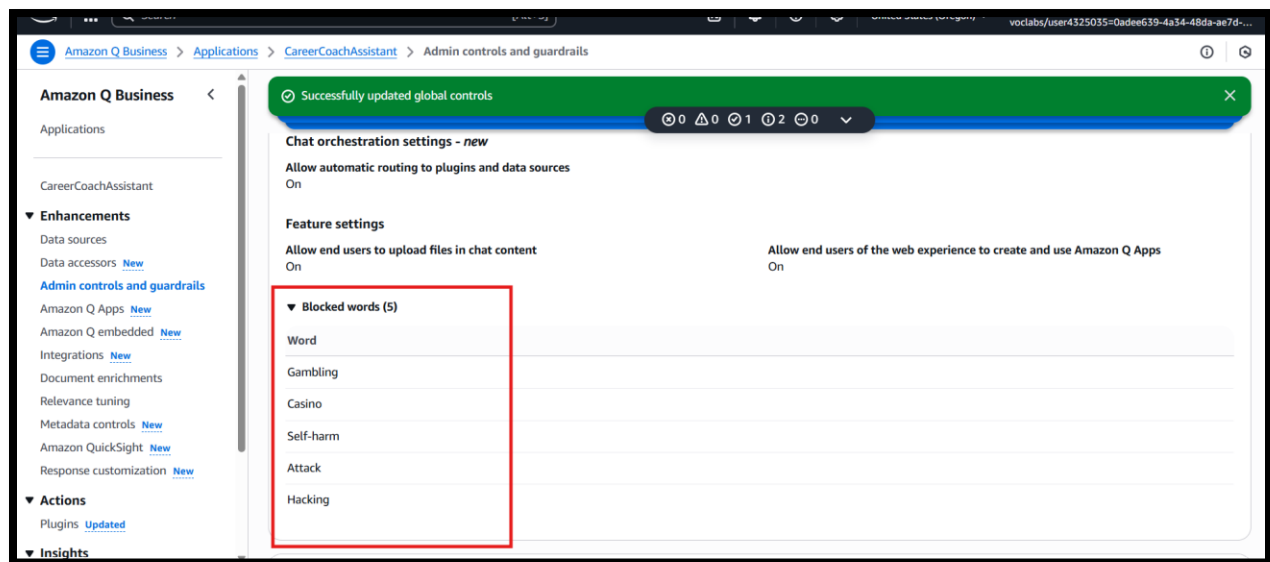 voclabs/user4325035=0adee639-4a34-48da-ae7d-...
Amazon Q Business > Applications > CareerCoachAssistant > Admin controls and guardrails
Amazon Q Business
Applications
CareerCoachAssistant
Enhancements
Data sources
Data accessors New
Admin controls and guardrails
Amazon Q Apps New
Amazon Q embedded New
Integrations New
Document enrichments
Relevance tuning
Metadata controls New
Amazon QuickSight New
Response customization New
Actions
Plugins Updated
Insights
Successfully updated global controls
0 0 1 2 0
Chat orchestration settings - new
Allow automatic routing to plugins and data sources
On
Feature settings
Allow end users to upload files in chat content
On
Allow end users of the web experience to create and use Amazon Q Apps
On
Blocked words (5)
Word
Gambling
Casino
Self-harm
Attack
Hacking